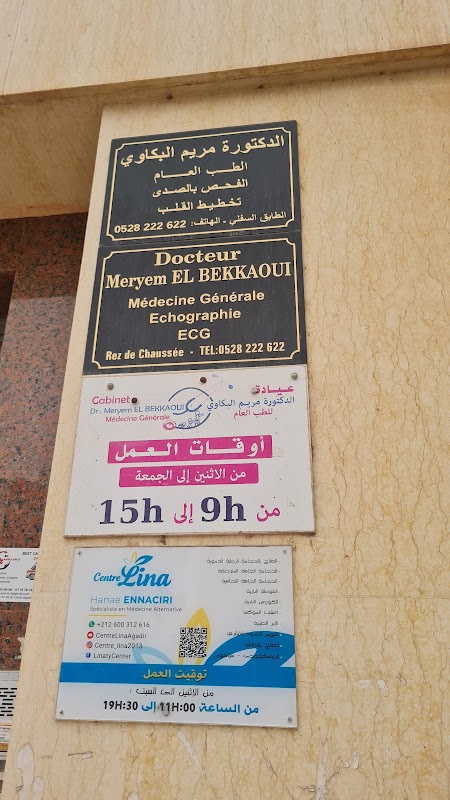 الدكتورة مريم البكاوي
الطب العام
الفحص بالصدى
تخطيط القلب
الطابق السفلي - الهاتف: 0528 222 622
Docteur
Meryem EL BEKKAOUI
Médecine Générale
Echographie
ECG
Rez de Chaussée - TEL:0528 222 622
Cabinet
Dr. Meryem EL BEKKAOUI
Médecine Générale
عيادة
الدكتورة مريم البكاوي
للطب العام
أوقات العمل
من الاثنين إلى الجمعة
من 9h إلى 15h
Centre Lina
Hanae ENNACIRI
Spécialiste en Médecine Alternative
+212 600 312 616
CentreLinaAgadir
Centre_lina2013
LinatyCenter
توقيت العمل
من الاثنين الى السبت :
من الساعة 11H:00 إلى 19H:30